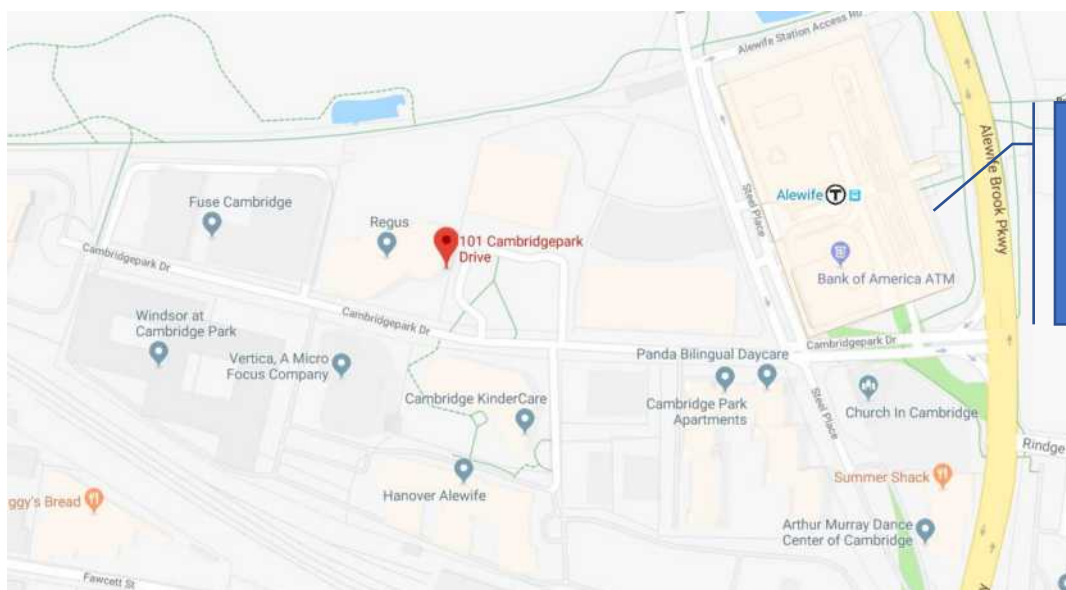 Alewife Station Access Rd
Alewife Brook Pkwy
Steel Place
Fuse Cambridge
Regus
101 Cambridgepark
Drive
Alewife
T
Bank of America ATM
Cambridgepark Dr
Cambridgepark Dr
Cambridgepark Dr
Windsor at
Cambridge Park
Vertica, A Micro
Focus Company
Panda Bilingual Daycare
Cambridge KinderCare
Cambridge Park
Apartments
Steel Place
Church In Cambridge
Rindge
Summer Shack
Hanover Alewife
ggy's Bread
Arthur Murray Dance
Center of Cambridge
Fawcett St